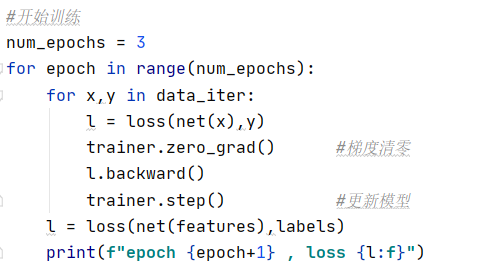 #开始训练
num_epochs = 3
for epoch in range(num_epochs):
    for x,y in data_iter:
        l = loss(net(x),y)
        trainer.zero_grad()      #梯度清零
        l.backward()
        trainer.step()           #更新模型
    l = loss(net(features),labels)
    print(f"epoch {epoch+1} , loss {l:f}")